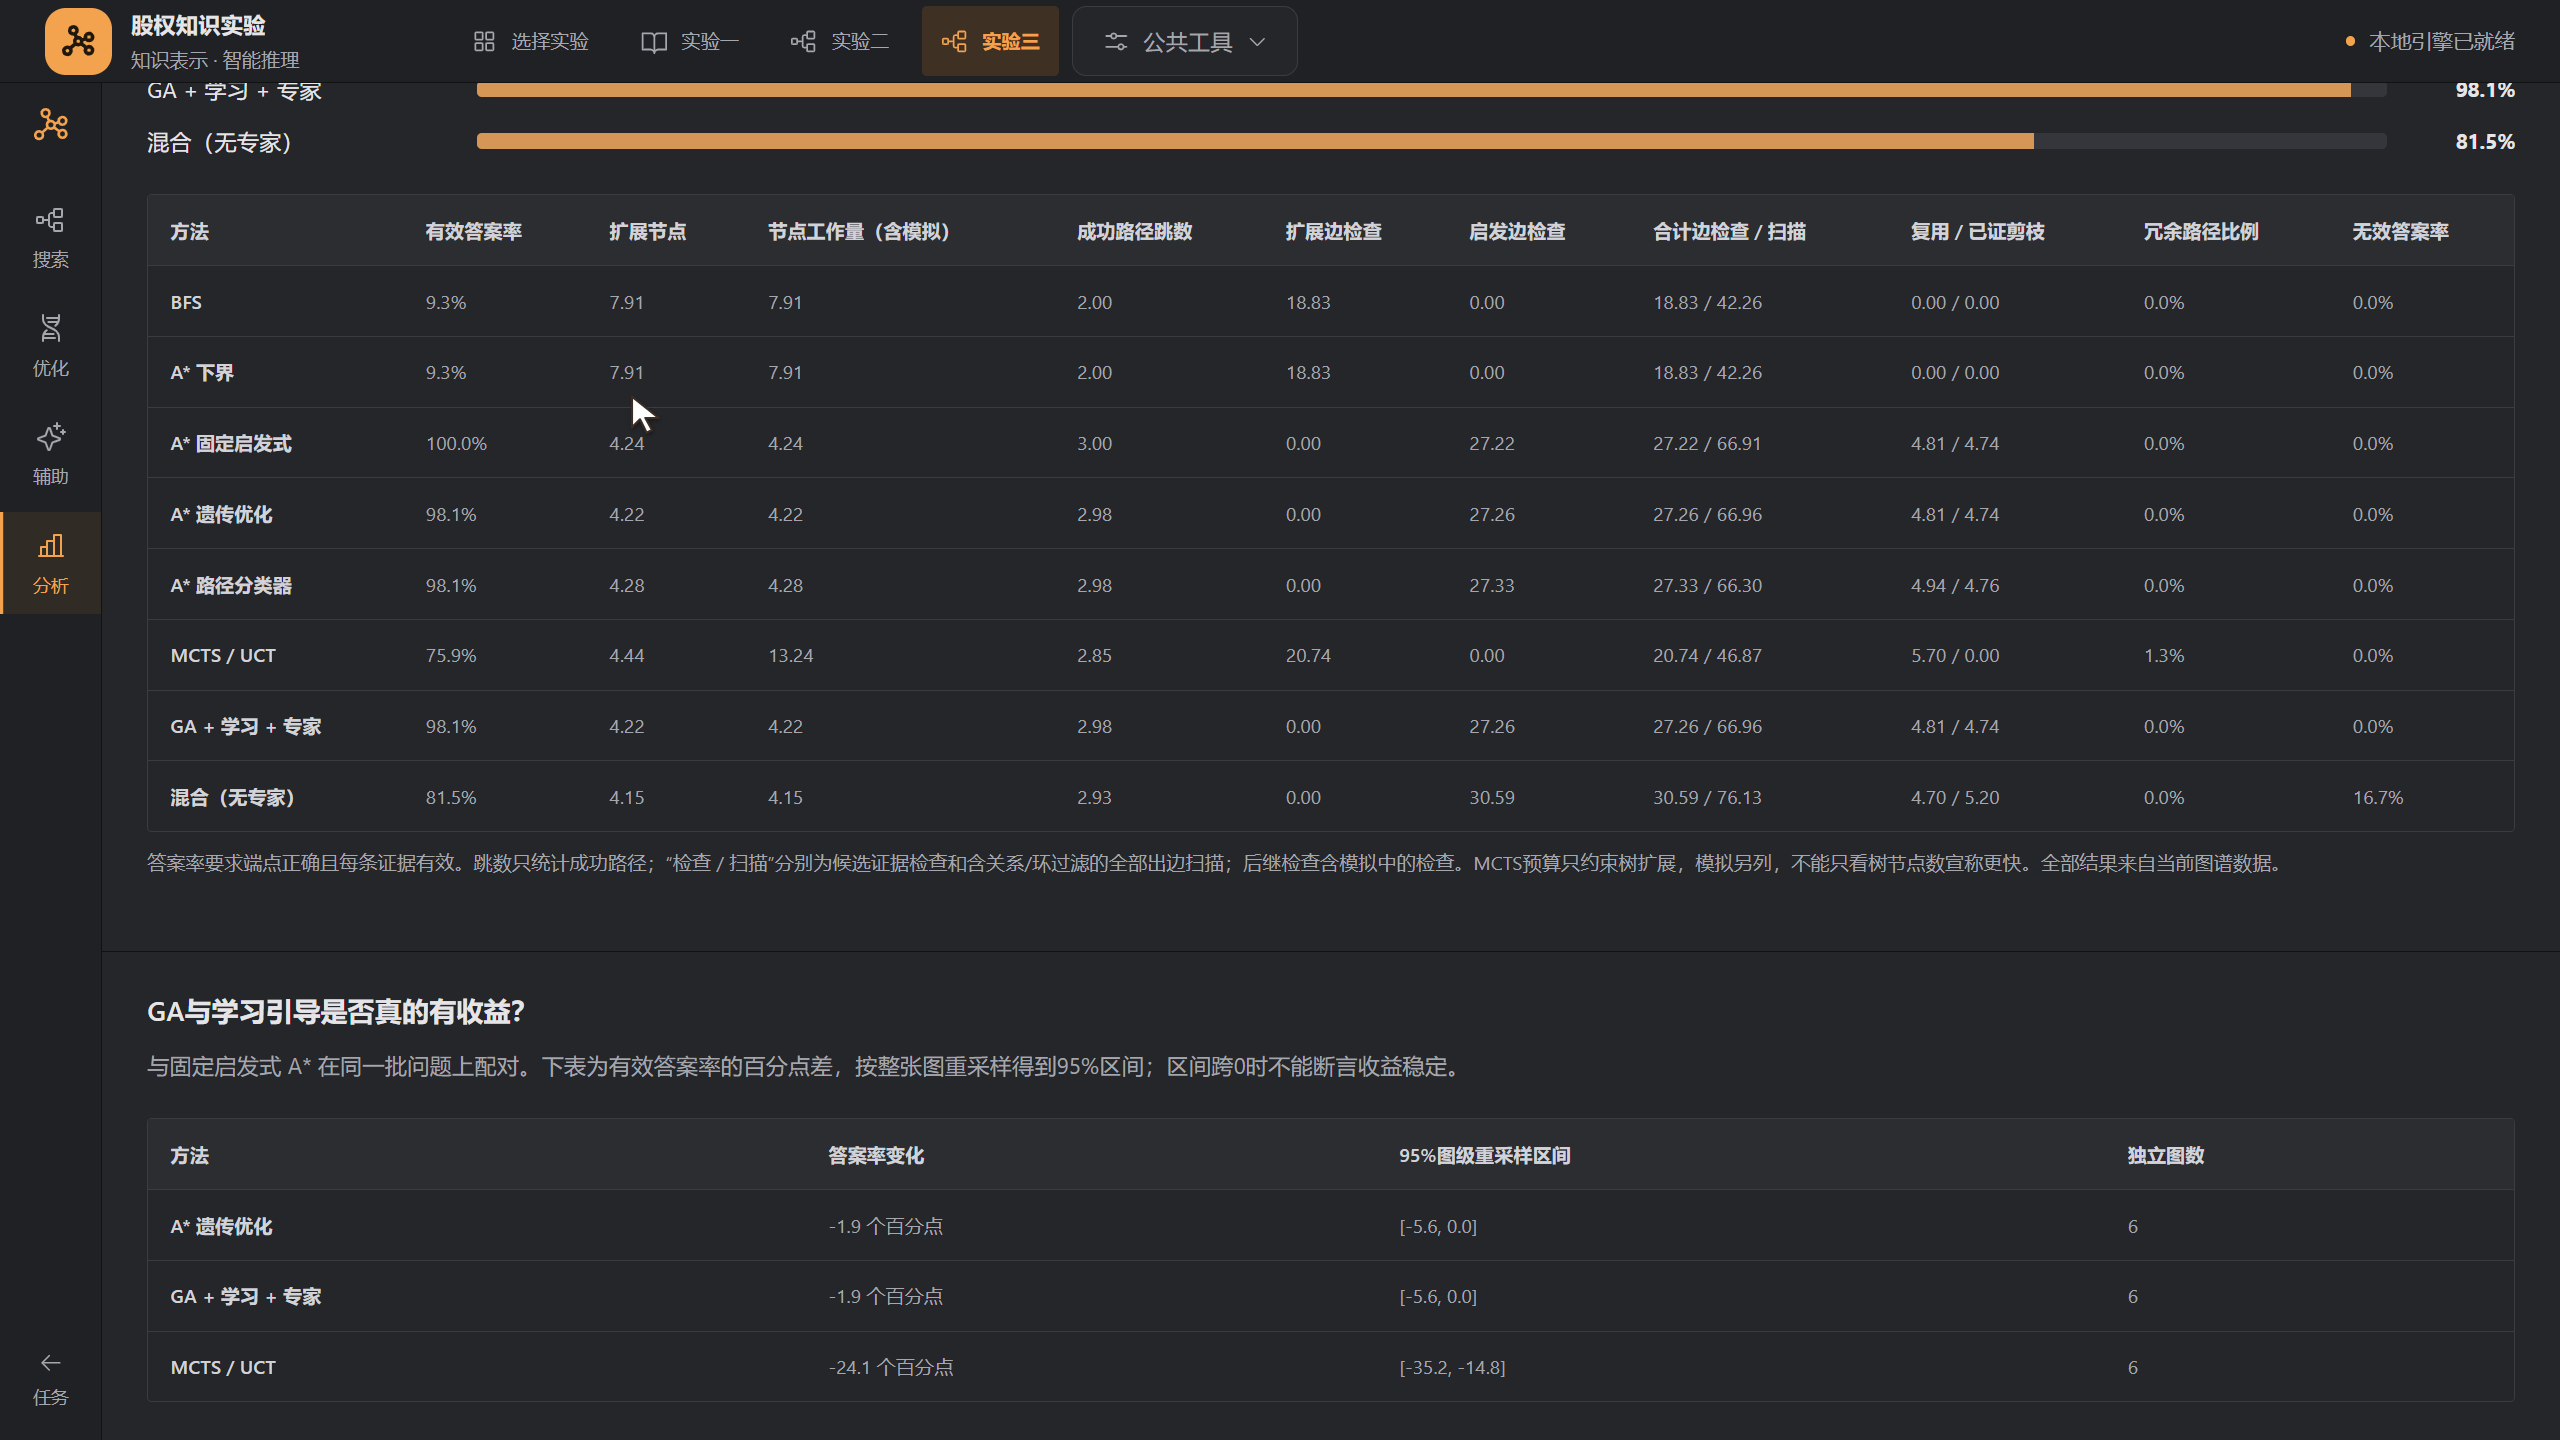 股权知识实验
知识表示 · 智能推理
选择实验
实验一
实验二
实验三
公共工具
本地引擎已就绪
搜索
优化
辅助
分析
任务
GA + 学习 + 专家 98.1%
混合（无专家） 81.5%
方法 有效答案率 扩展节点 节点工作量（含模拟） 成功路径跳数 扩展边检查 启发边检查 合计边检查 / 扫描 复用 / 已证剪枝 冗余路径比例 无效答案率
BFS 9.3% 7.91 7.91 2.00 18.83 0.00 18.83 / 42.26 0.00 / 0.00 0.0% 0.0%
A* 下界 9.3% 7.91 7.91 2.00 18.83 0.00 18.83 / 42.26 0.00 / 0.00 0.0% 0.0%
A* 固定启发式 100.0% 4.24 4.24 3.00 0.00 27.22 27.22 / 66.91 4.81 / 4.74 0.0% 0.0%
A* 遗传优化 98.1% 4.22 4.22 2.98 0.00 27.26 27.26 / 66.96 4.81 / 4.74 0.0% 0.0%
A* 路径分类器 98.1% 4.28 4.28 2.98 0.00 27.33 27.33 / 66.30 4.94 / 4.76 0.0% 0.0%
MCTS / UCT 75.9% 4.44 13.24 2.85 20.74 0.00 20.74 / 46.87 5.70 / 0.00 1.3% 0.0%
GA + 学习 + 专家 98.1% 4.22 4.22 2.98 0.00 27.26 27.26 / 66.96 4.81 / 4.74 0.0% 0.0%
混合（无专家） 81.5% 4.15 4.15 2.93 0.00 30.59 30.59 / 76.13 4.70 / 5.20 0.0% 16.7%
答案率要求端点正确且每条证据有效。跳数只统计成功路径；“检查 / 扫描”分别为候选证据检查和含关系/环过滤的全部出边扫描；后继检查含模拟中的检查。MCTS预算只约束树扩展，模拟另列，不能只看树节点数宣称更快。全部结果来自当前图谱数据。
GA与学习引导是否真的有收益？
与固定启发式 A* 在同一批问题上配对。下表为有效答案率的百分点差，按整张图重采样得到95%区间；区间跨0时不能断言收益稳定。
方法 答案率变化 95%图级重采样区间 独立图数
A* 遗传优化 -1.9 个百分点 [-5.6, 0.0] 6
GA + 学习 + 专家 -1.9 个百分点 [-5.6, 0.0] 6
MCTS / UCT -24.1 个百分点 [-35.2, -14.8] 6